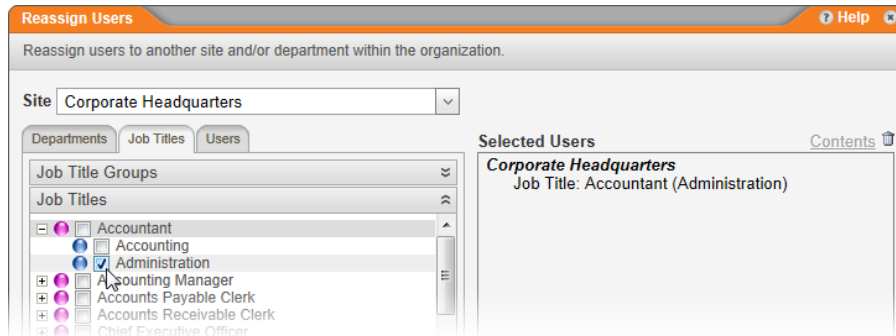 Reassign Users
Help
Reassign users to another site and/or department within the organization.
Site Corporate Headquarters
Departments Job Titles Users
Job Title Groups
Job Titles
Accountant
Accounting
Administration
Accounting Manager
Accounts Payable Clerk
Accounts Receivable Clerk
Chief Executive Officer
Selected Users Contents
Corporate Headquarters
Job Title: Accountant (Administration)